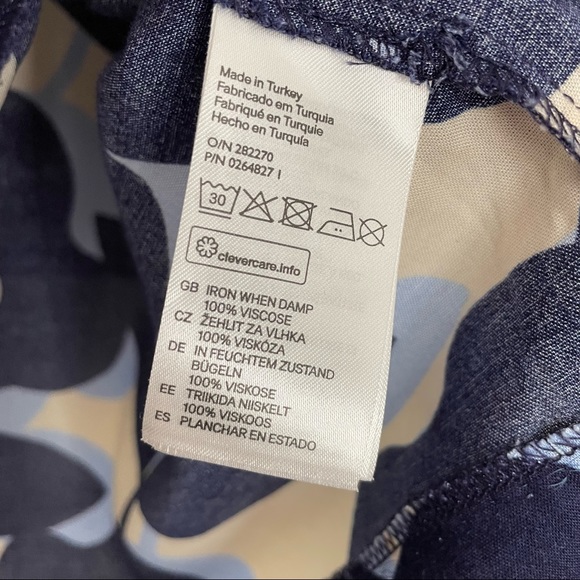 Made in Turkey
Fabricado em Turquia
Fabriqué en Turquie
Hecho en Turquía
O/N 282270
P/N 0264827 I
30
clevercare.info
GB IRON WHEN DAMP
100% VISCOSE
CZ ŽEHLIT ZA VLHKA
100% VISKÓZA
DE IN FEUCHTEM ZUSTAND
BÜGELN
100% VISKOSE
EE TRIIKIDA NIISKELT
100% VISKOOS
ES PLANCHAR EN ESTADO